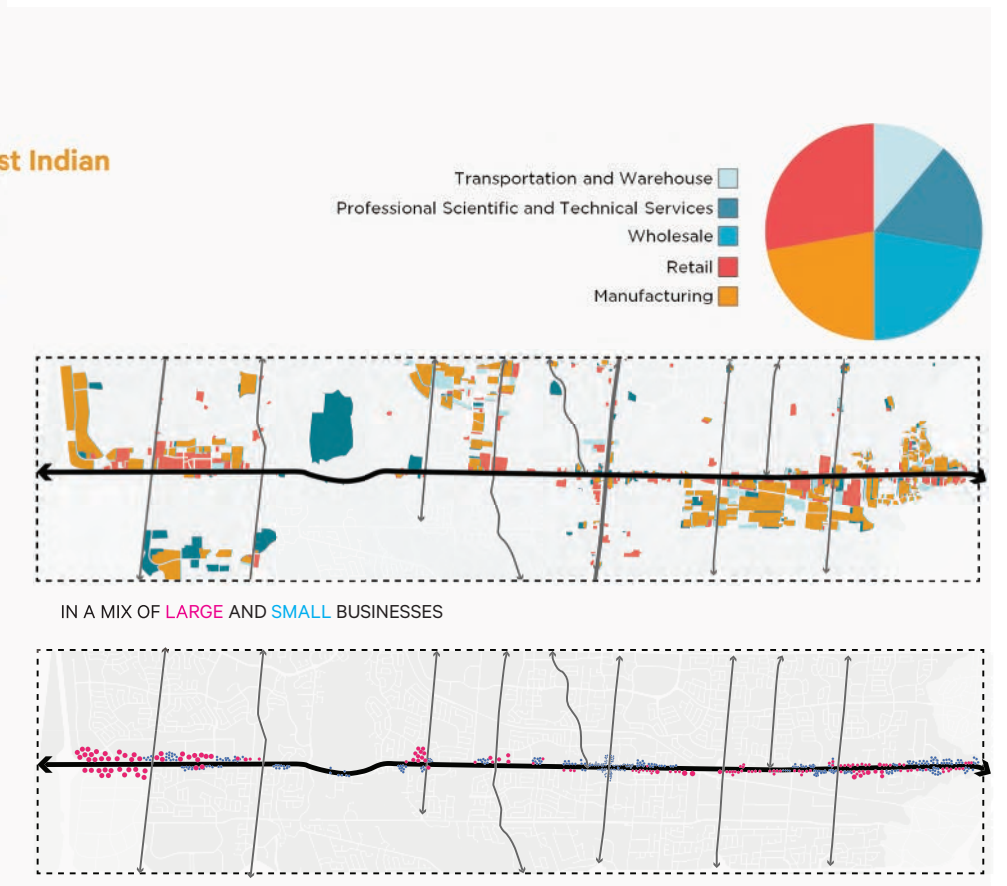 st Indian
Transportation and Warehouse
Professional Scientific and Technical Services
Wholesale
Retail
Manufacturing
IN A MIX OF LARGE AND SMALL BUSINESSES